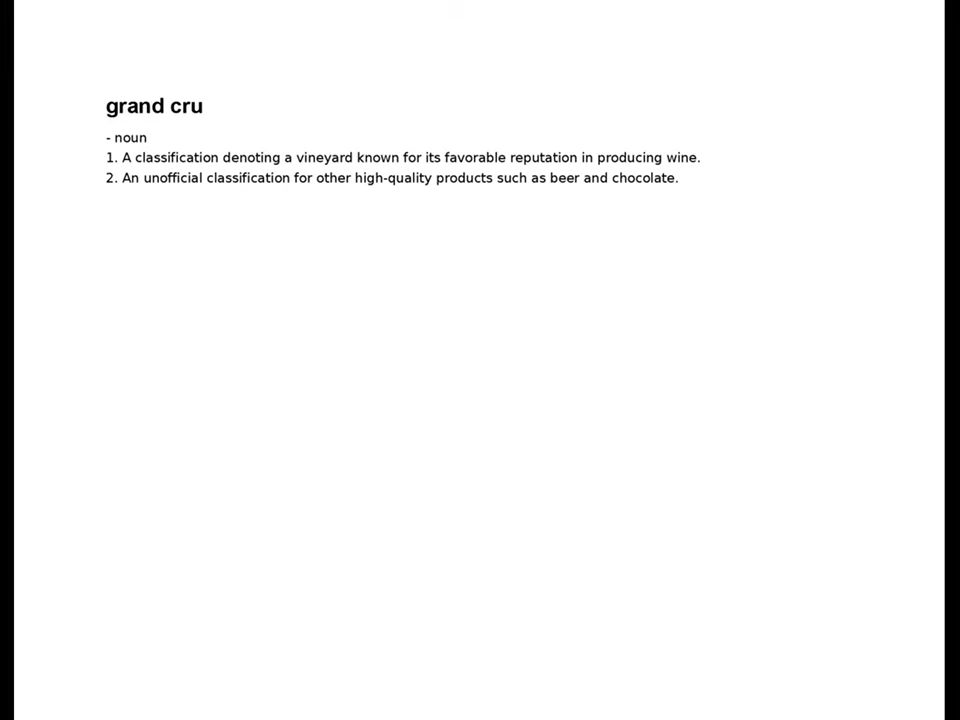 grand cru
- noun
1. A classification denoting a vineyard known for its favorable reputation in producing wine.
2. An unofficial classification for other high-quality products such as beer and chocolate.